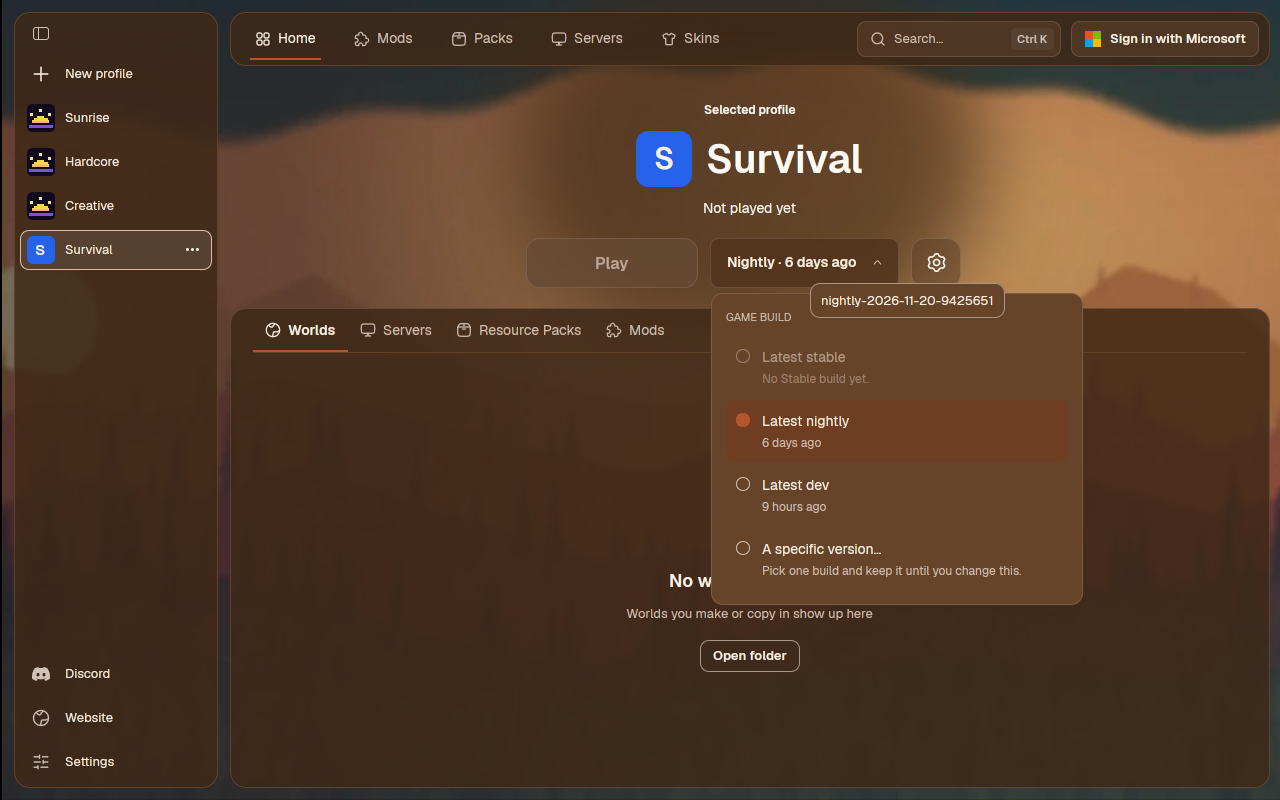 New profile
Sunrise
Hardcore
Creative
S
Survival
Discord
Website
Settings
Home
Mods
Packs
Servers
Skins
Search...
Ctrl K
Sign in with Microsoft
Selected profile
S
Survival
Not played yet
Play
Nightly · 6 days ago
nightly-2026-11-20-9425651
Worlds
Servers
Resource Packs
Mods
GAME BUILD
Latest stable
No Stable build yet.
Latest nightly
6 days ago
Latest dev
9 hours ago
A specific version...
Pick one build and keep it until you change this.
No w
Worlds you make or copy in show up here
Open folder